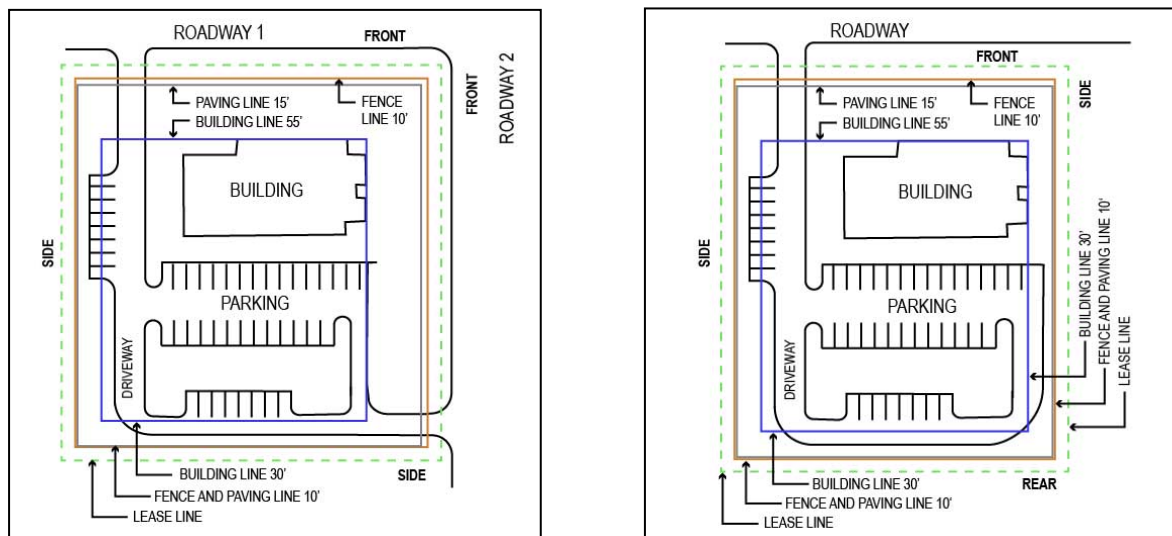 ROADWAY 1
FRONT
ROADWAY 2
FRONT
PAVING LINE 15'
BUILDING LINE 55'
FENCE
LINE 10'
BUILDING
SIDE
PARKING
DRIVEWAY
SIDE
BUILDING LINE 30'
FENCE AND PAVING LINE 10'
LEASE LINE
ROADWAY
FRONT
SIDE
PAVING LINE 15'
BUILDING LINE 55'
FENCE
LINE 10'
BUILDING
SIDE
PARKING
DRIVEWAY
BUILDING LINE 30'
FENCE AND PAVING LINE 10'
LEASE LINE
REAR
BUILDING LINE 30'
FENCE AND PAVING LINE 10'
LEASE LINE